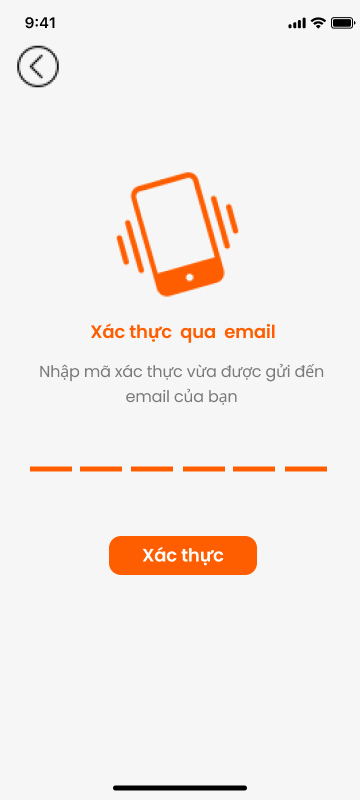 9:41
Xác thực qua email
Nhập mã xác thực vừa được gửi đến
email của bạn
Xác thực